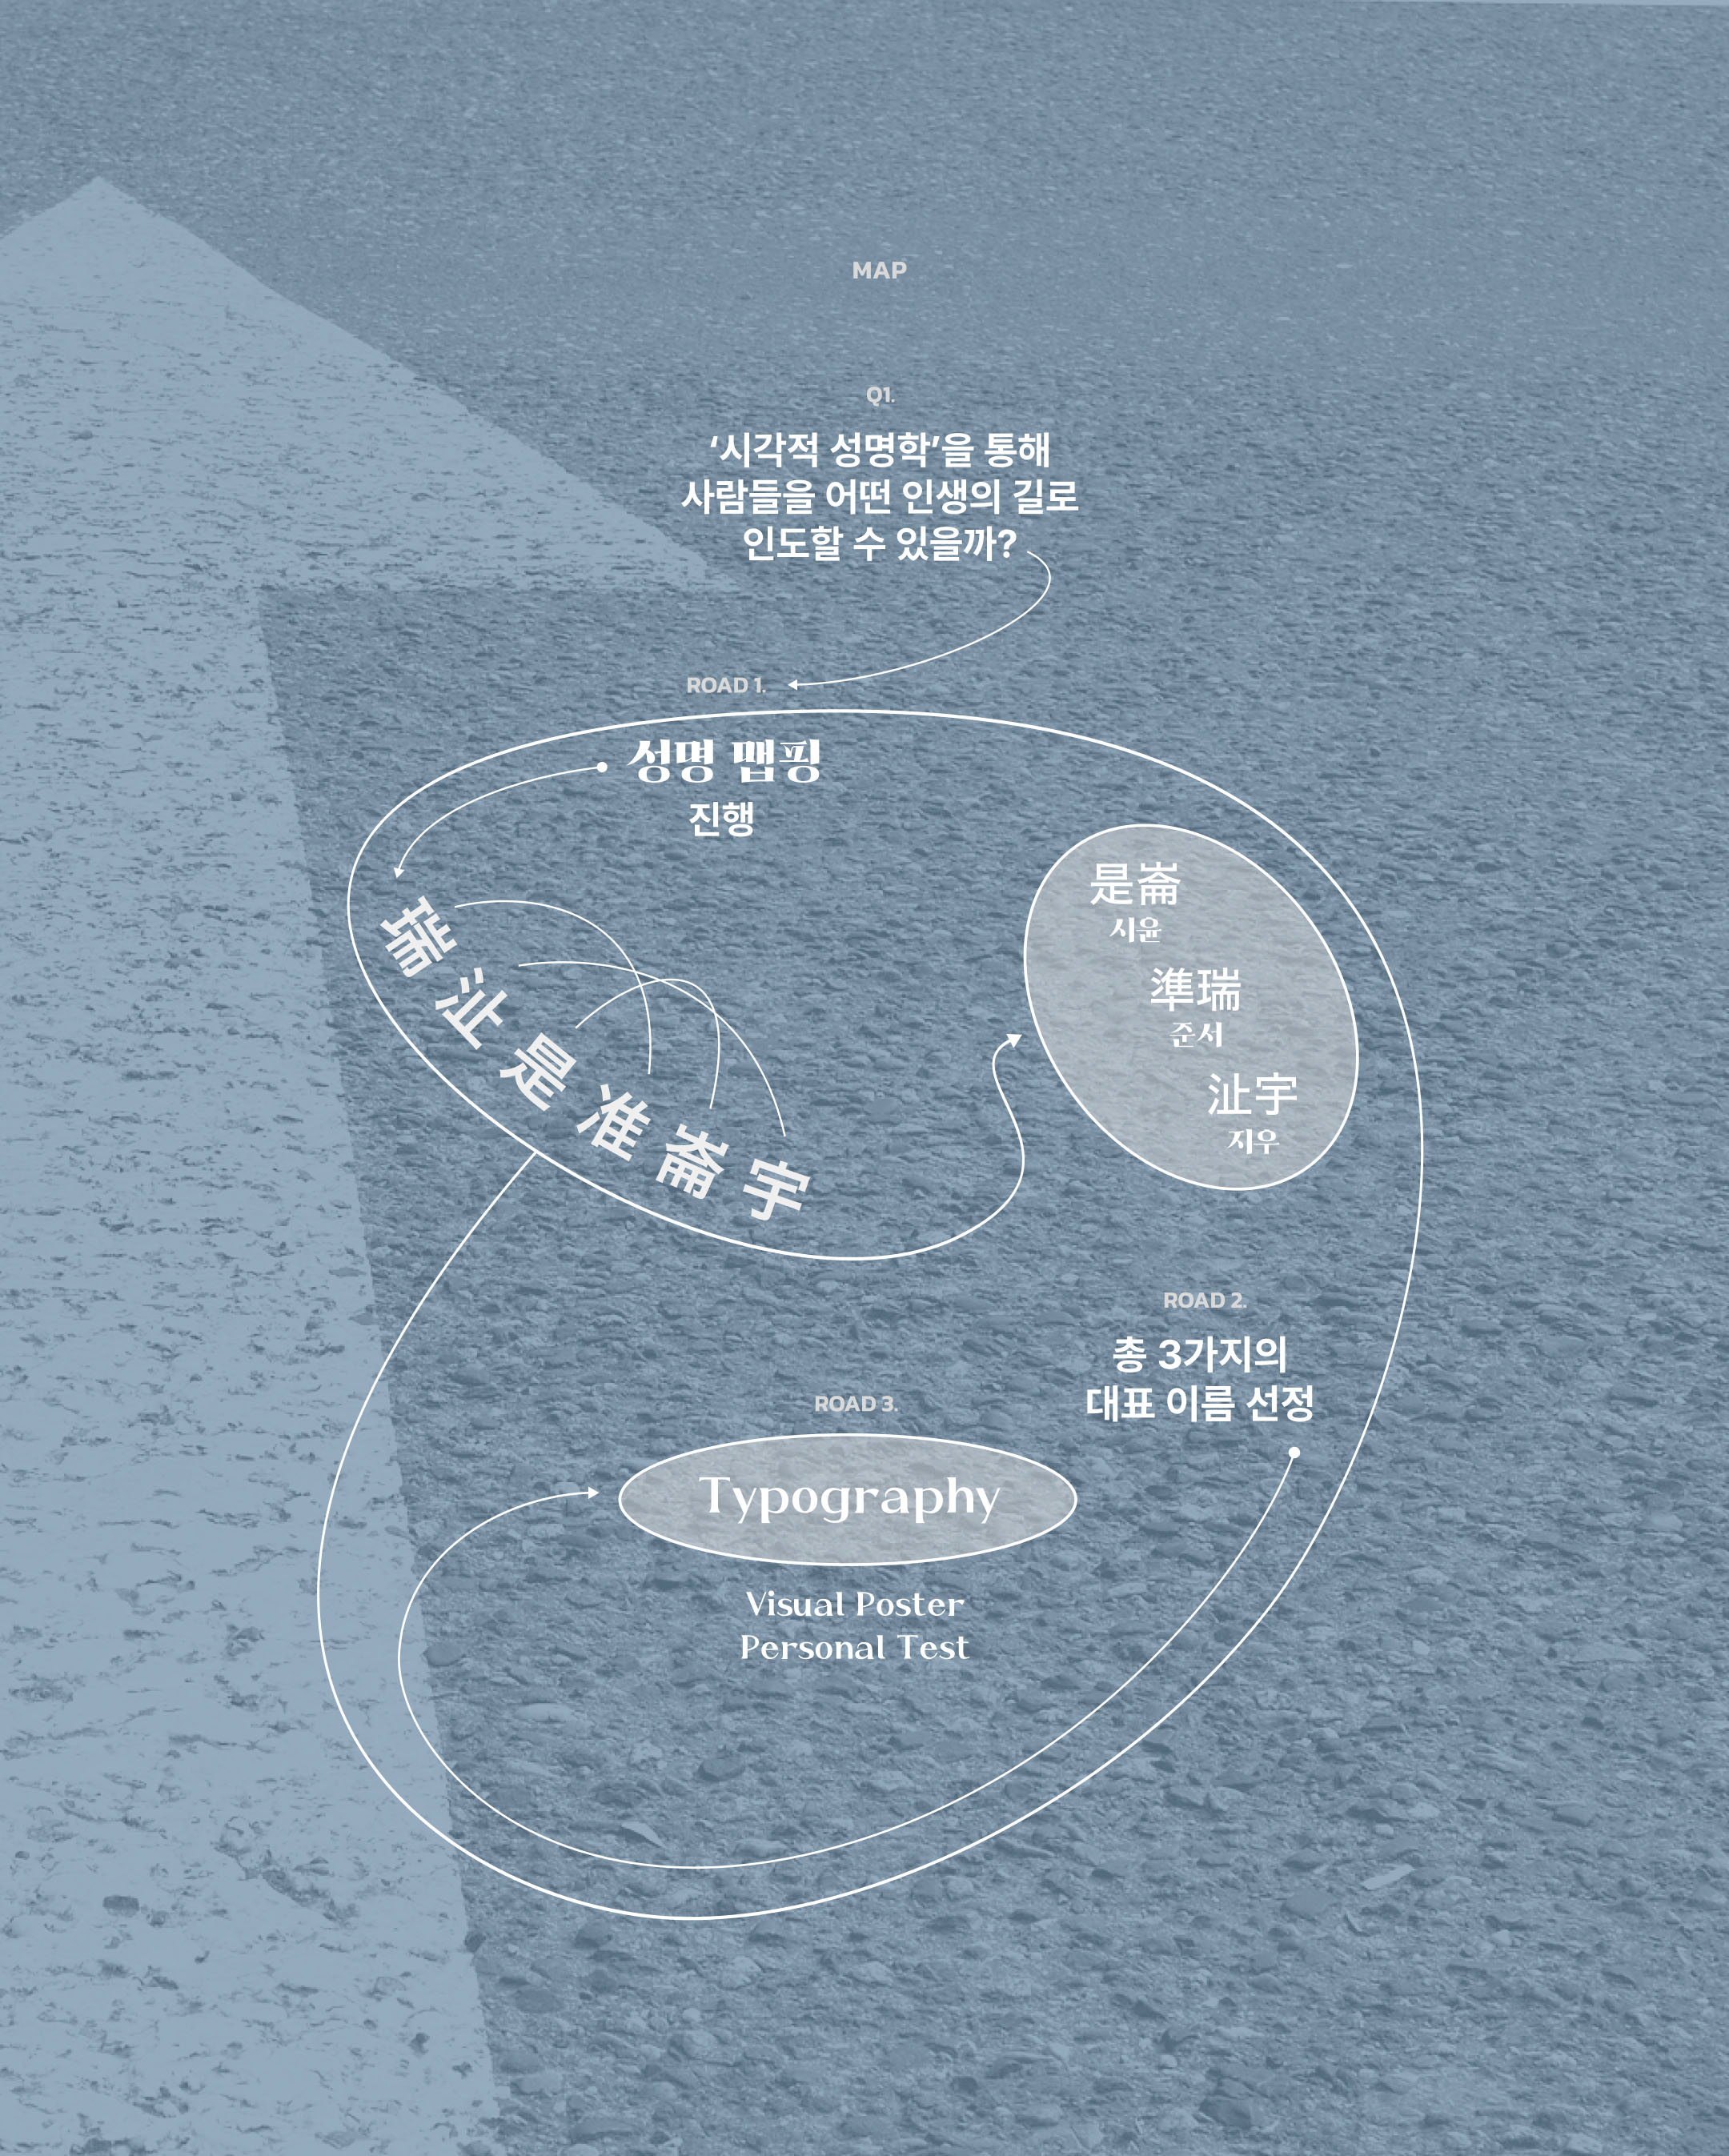 MAP
Q1.
‘시각적 성명학’을 통해
사람들을 어떤 인생의 길로
인도할 수 있을까?
ROAD 1.
성명 맵핑
진행
瑞 沚 是 准 崙 宇
是崙
시윤
準瑞
준서
沚宇
지우
ROAD 2.
총 3가지의
대표 이름 선정
ROAD 3.
Typography
Visual Poster
Personal Test